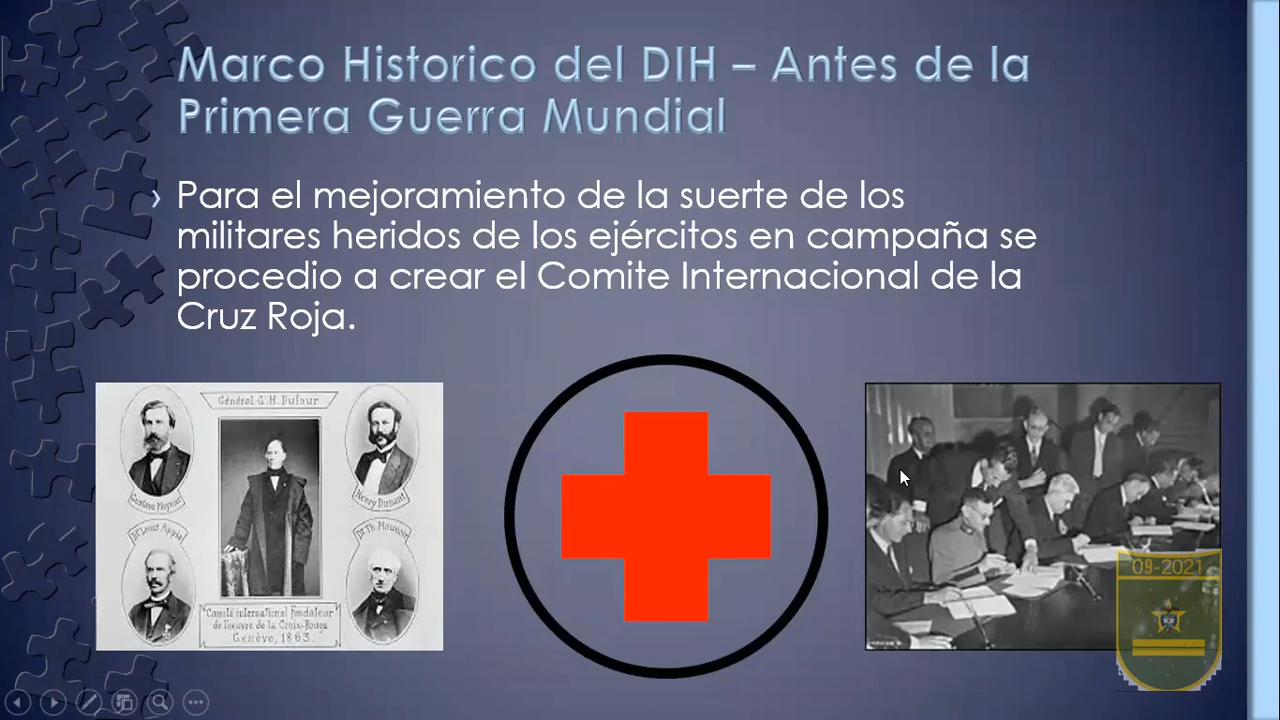 Marco Historico del DIH – Antes de la
Primera Guerra Mundial
› Para el mejoramiento de la suerte de los
militares heridos de los ejércitos en campaña se
procedio a crear el Comite Internacional de la
Cruz Roja.
Général G. H. Dufour
Gustave Moynier
Henry Dunant
Dr Louis Appia
Dr Th. Maunoir
Comité international Fondateur
de l'oeuvre de la Croix-Rouge
Genève, 1863.
09-2021